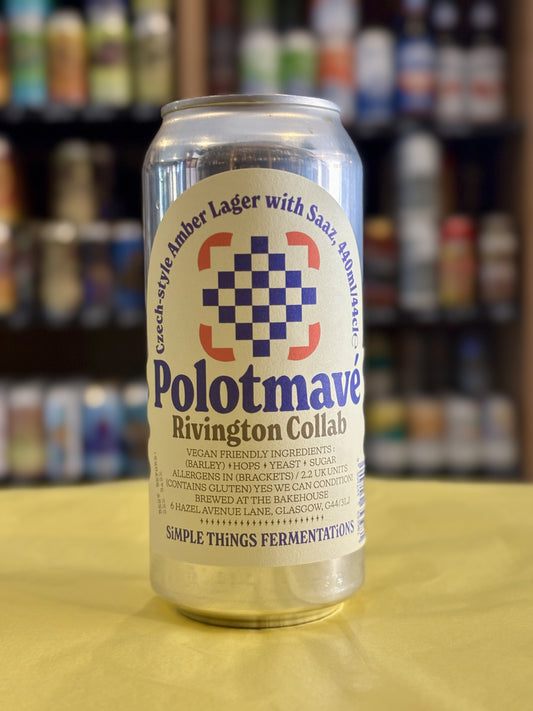 Czech-style Amber Lager with Saaz, 440ml/44cl℮
Polotmavé
Rivington Collab
VEGAN FRIENDLY INGREDIENTS:
(BARLEY) HOPS YEAST SUGAR
ALLERGENS IN (BRACKETS) / 2.2 UK UNITS
(CONTAINS GLUTEN) YES WE CAN CONDITION
BREWED AT THE BAKEHOUSE
6 HAZEL AVENUE LANE, GLASGOW, G44/3LJ
SiMPLE THiNGS FERMENTATiONS